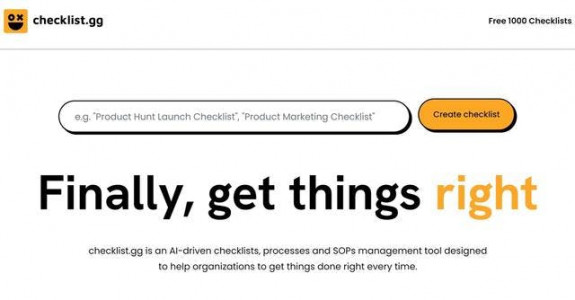 checklist.gg
Free 1000 Checklists
e.g. "Product Hunt Launch Checklist", "Product Marketing Checklist"
Create checklist
Finally, get things right
checklist.gg is an AI-driven checklists, processes and SOPs management tool designed
to help organizations to get things done right every time.